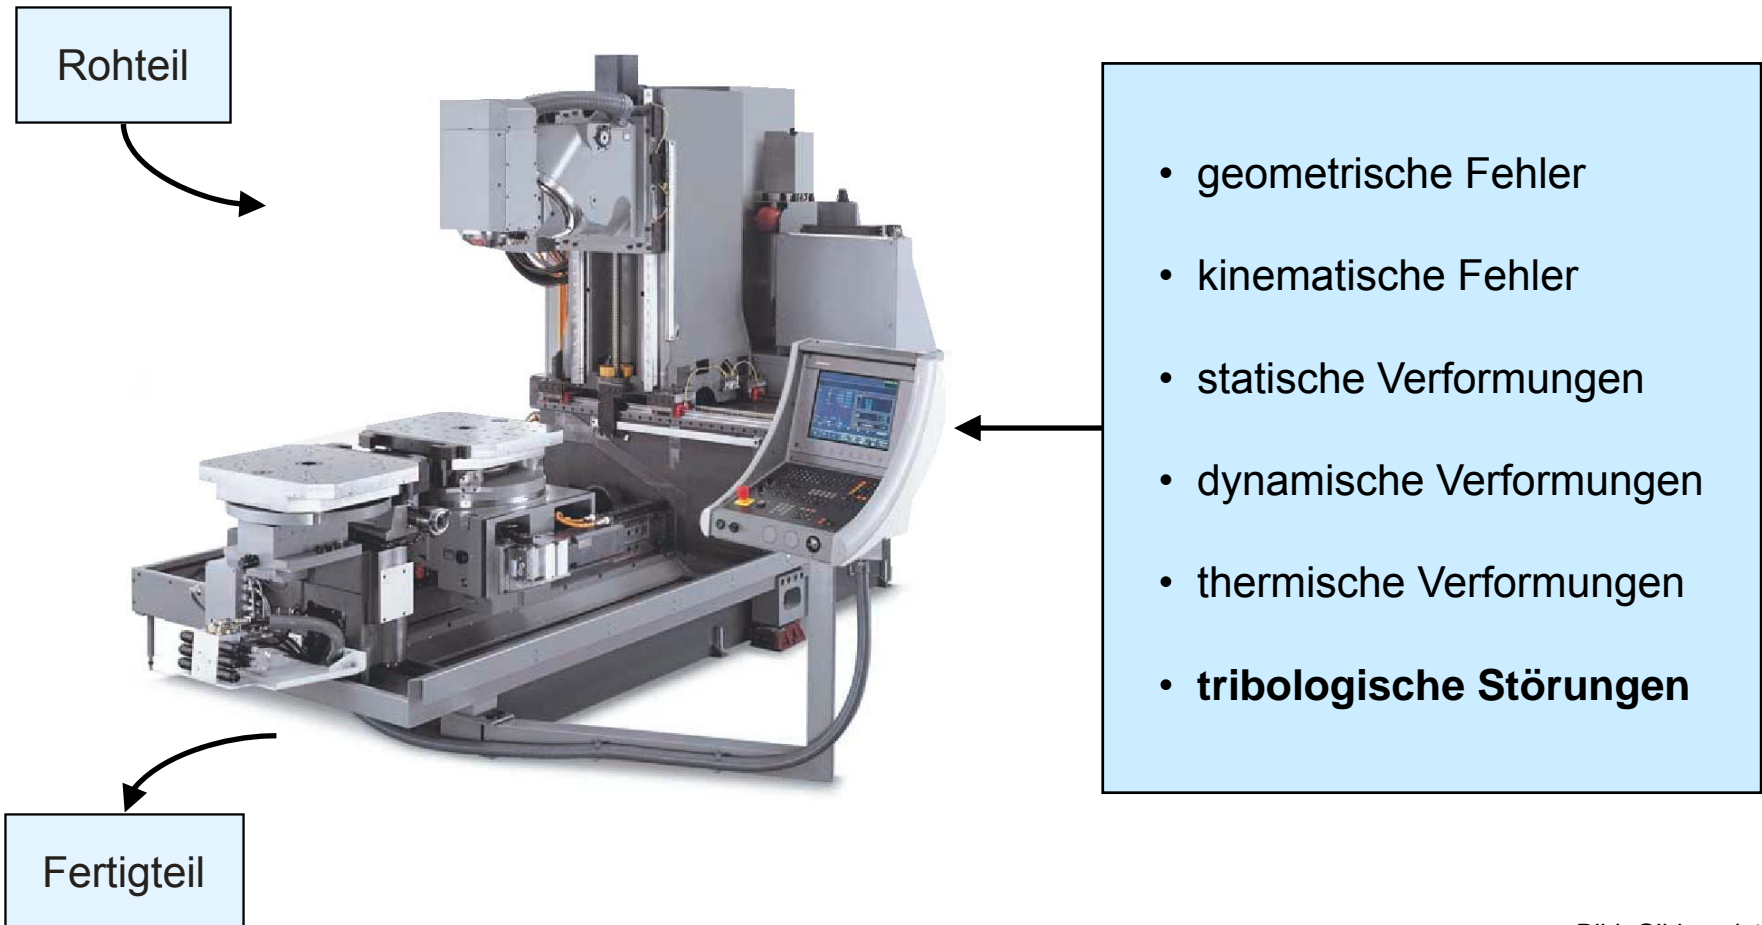 Rohteil
• geometrische Fehler
• kinematische Fehler
• statische Verformungen
• dynamische Verformungen
• thermische Verformungen
• tribologische Störungen
Fertigteil